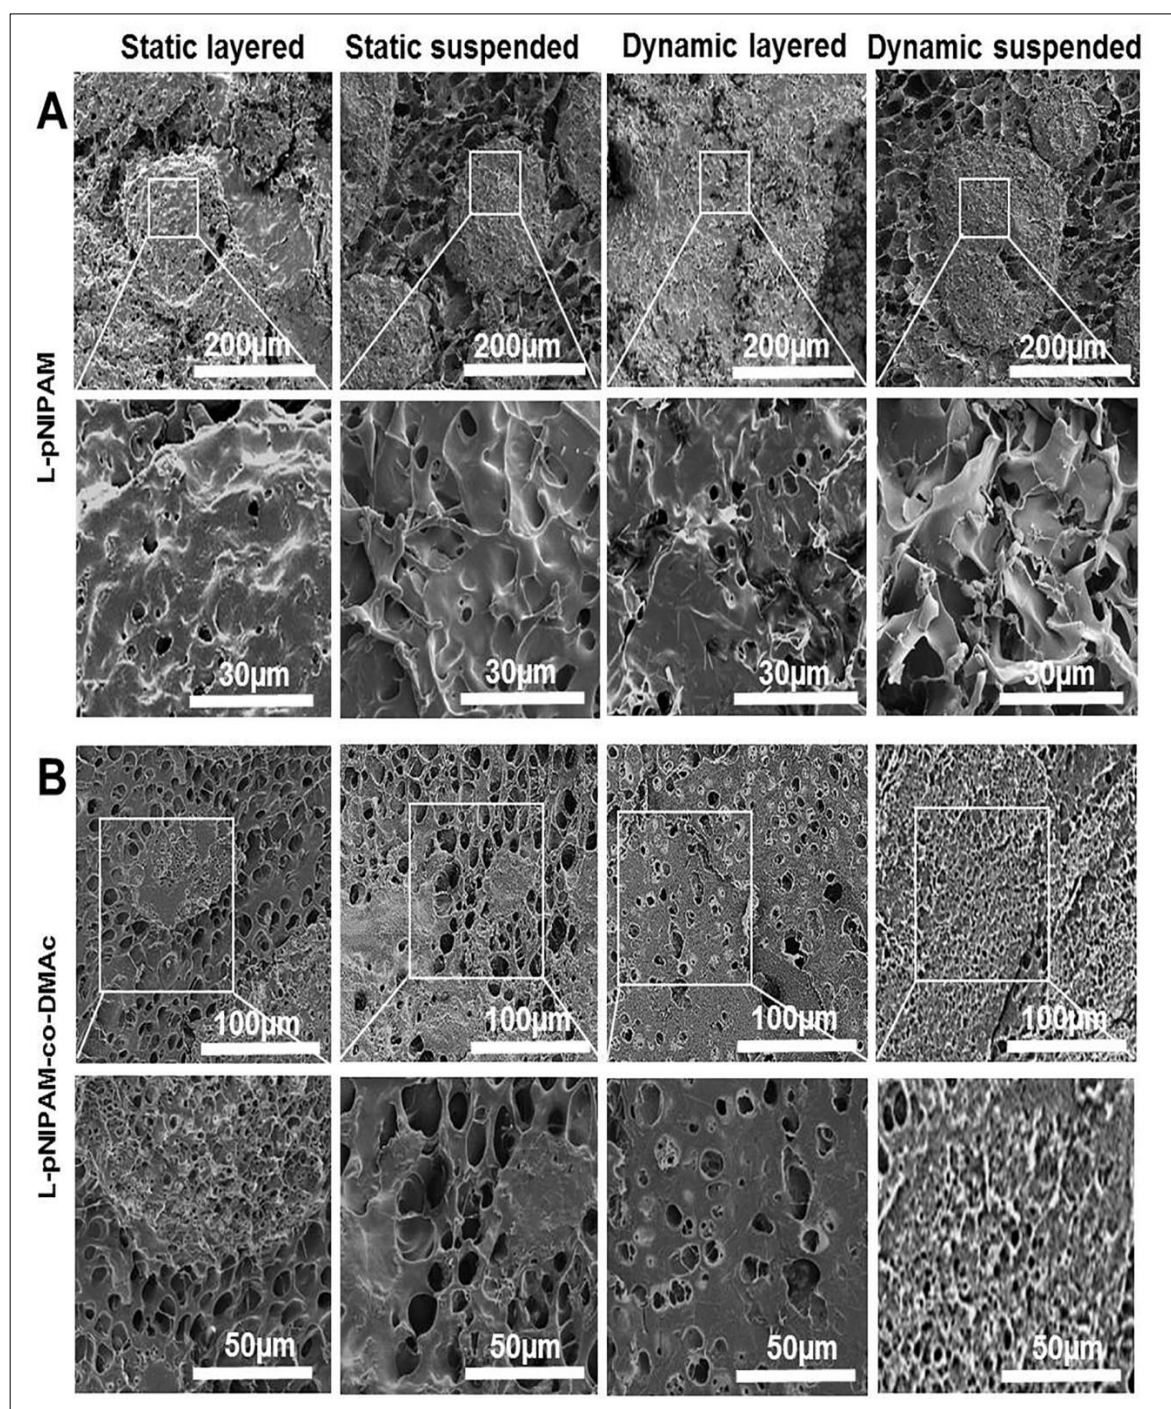 Static layered Static suspended Dynamic layered Dynamic suspended
A
L-pNIPAM
200µm 200µm 200µm 200µm
30µm 30µm 30µm 30µm
B
L-pNIPAM-co-DMAc
100µm 100µm 100µm 100µm
50µm 50µm 50µm 50µm